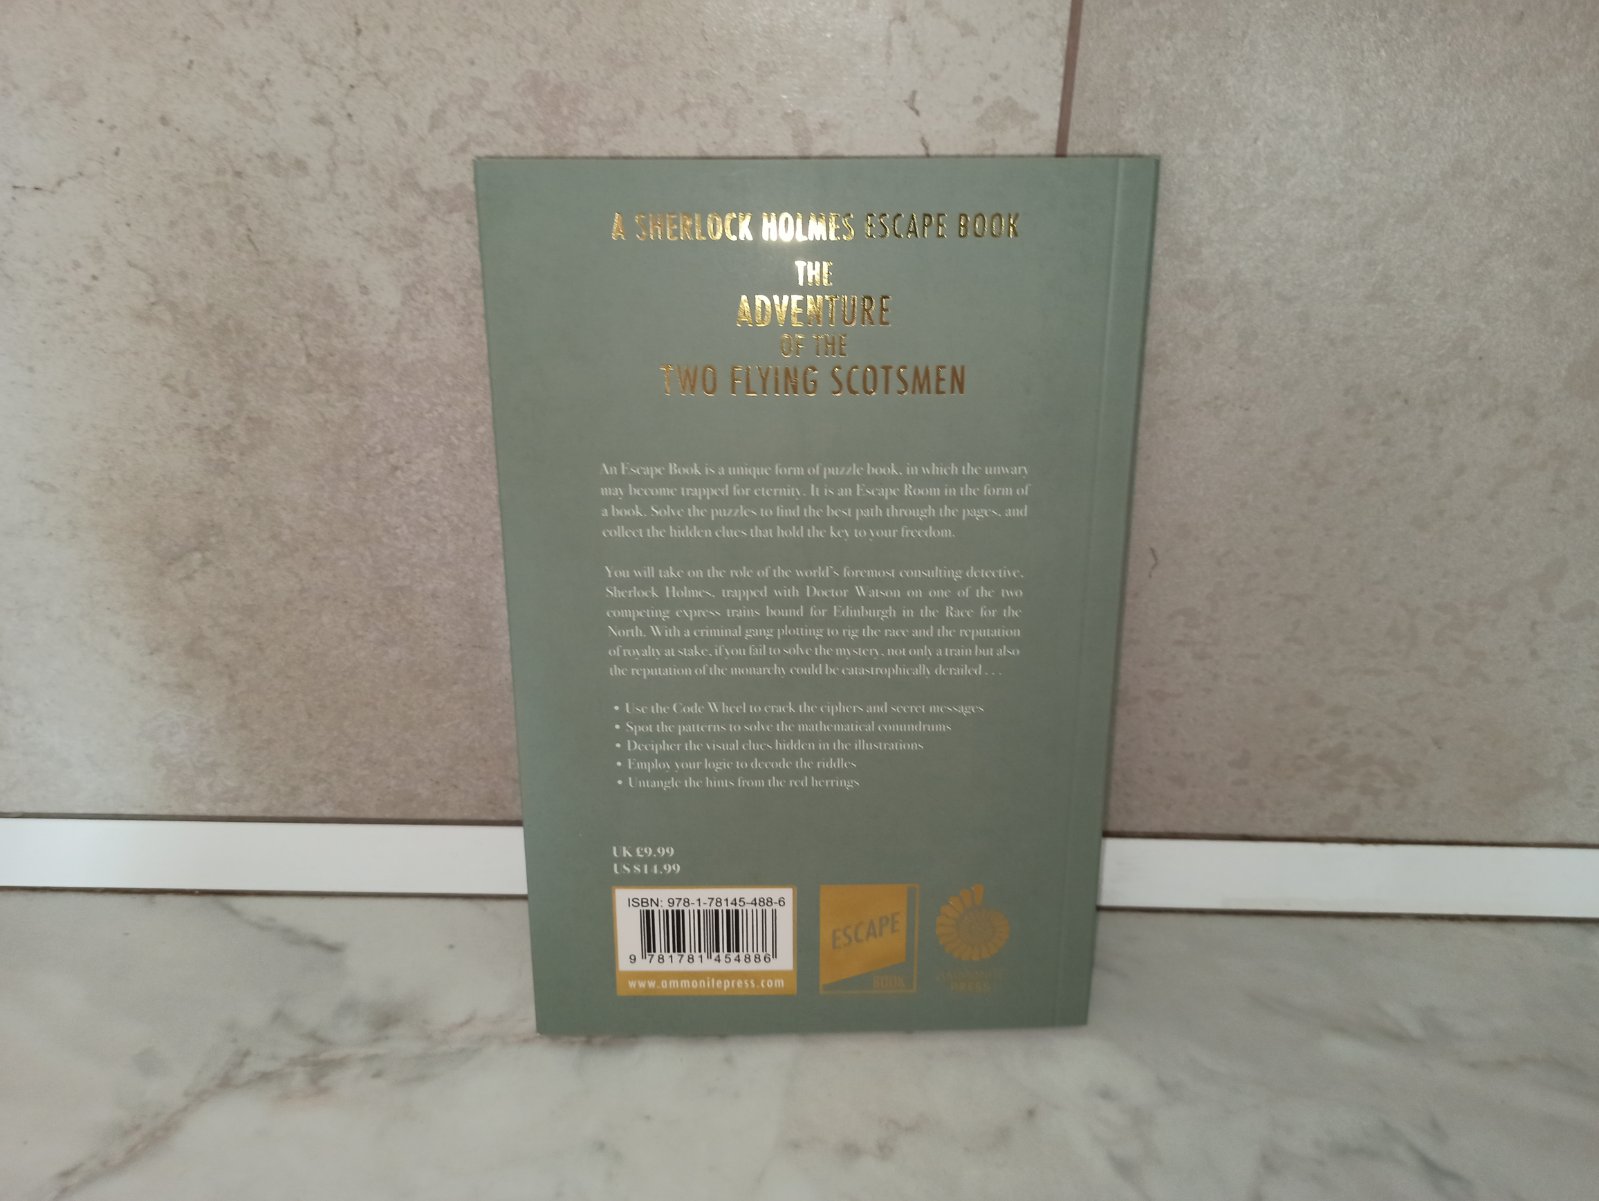 A SHERLOCK HOLMES ESCAPE BOOK
THE
ADVENTURE
OF THE
TWO FLYING SCOTSMEN
An Escape Book is a unique form of puzzle book, in which the unwary
may become trapped for eternity. It is an Escape Room in the form of
a book. Solve the puzzles to find the best path through the pages, and
collect the hidden clues that hold the key to your freedom.
You will take on the role of the world's foremost consulting detective,
Sherlock Holmes, trapped with Doctor Watson on one of the two
competing express trains bound for Edinburgh in the Race for the
North. With a criminal gang plotting to rig the race and the reputation
of royalty at stake, if you fail to solve the mystery, not only a train but also
the reputation of the monarchy could be catastrophically derailed . . .
• Use the Code Wheel to crack the ciphers and secret messages
• Spot the patterns to solve the mathematical conundrums
• Decipher the visual clues hidden in the illustrations
• Employ your logic to decode the riddles
• Untangle the hints from the red herrings
UK £9.99
US $14.99
ISBN: 978-1-78145-488-6
9 781781 454886
www.ammonitepress.com
ESCAPE
BOOK
AMMONITE
PRESS